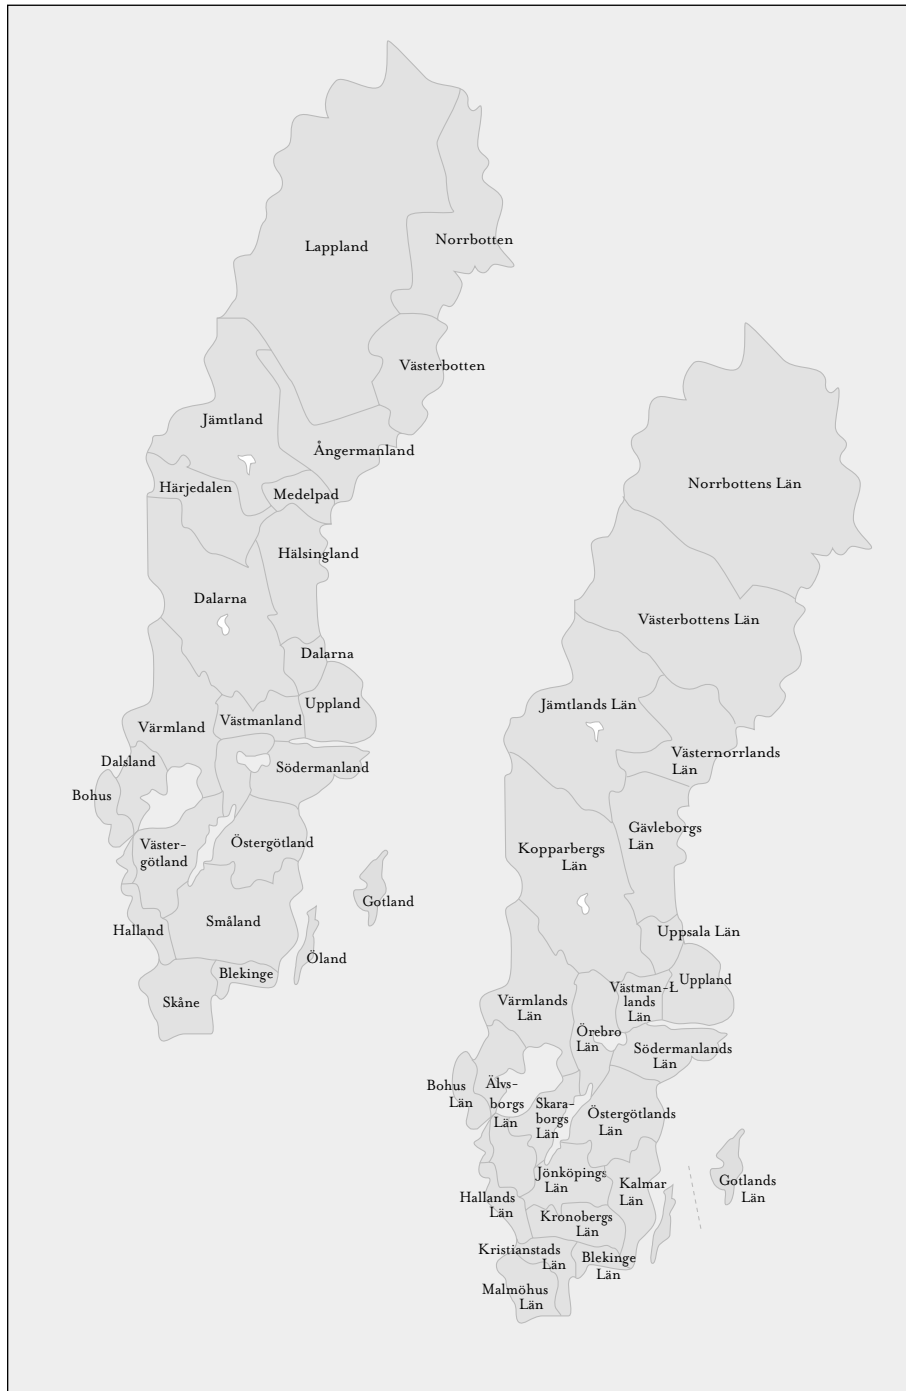 Lappland
Norrbotten
Västerbotten
Jämtland
Ångermanland
Härjedalen
Medelpad
Hälsingland
Dalarna
Dalarna
Uppland
Västmanland
Värmland
Dalsland
Södermanland
Bohus
Väster-
götland
Östergötland
Gotland
Halland
Småland
Öland
Blekinge
Skåne
Norrbottens Län
Västerbottens Län
Jämtlands Län
Västernorrlands
Län
Gävleborgs
Län
Kopparbergs
Län
Uppsala Län
Uppland
Västman-Ł
lands
Län
Värmlands
Län
Örebro
Län
Södermanlands
Län
Bohus
Län
Älvs-
borgs
Län
Skara-
borgs
Län
Östergötlands
Län
Jönköpings
Län
Kalmar
Län
Gotlands
Län
Hallands
Län
Kronobergs
Län
Kristianstads
Län
Blekinge
Län
Malmöhus
Län